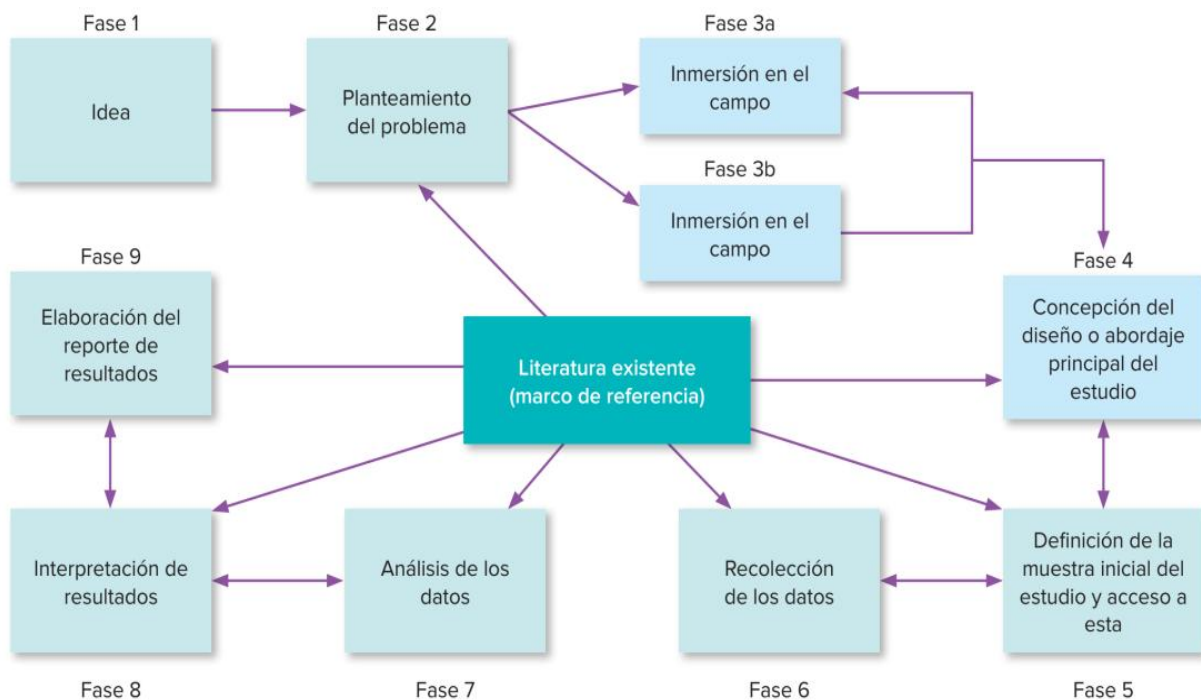 Fase 1
Idea
Fase 2
Planteamiento
del problema
Fase 3a
Inmersión en el
campo
Fase 3b
Inmersión en el
campo
Fase 4
Concepción del
diseño o abordaje
principal del
estudio
Fase 9
Elaboración del
reporte de
resultados
Literatura existente
(marco de referencia)
Interpretación de
resultados
Fase 8
Análisis de los
datos
Fase 7
Recolección
de los datos
Fase 6
Definición de la
muestra inicial del
estudio y acceso a
esta
Fase 5